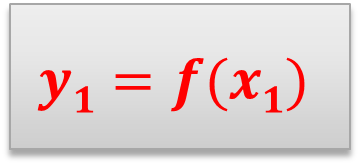 y₁ = f(x₁)